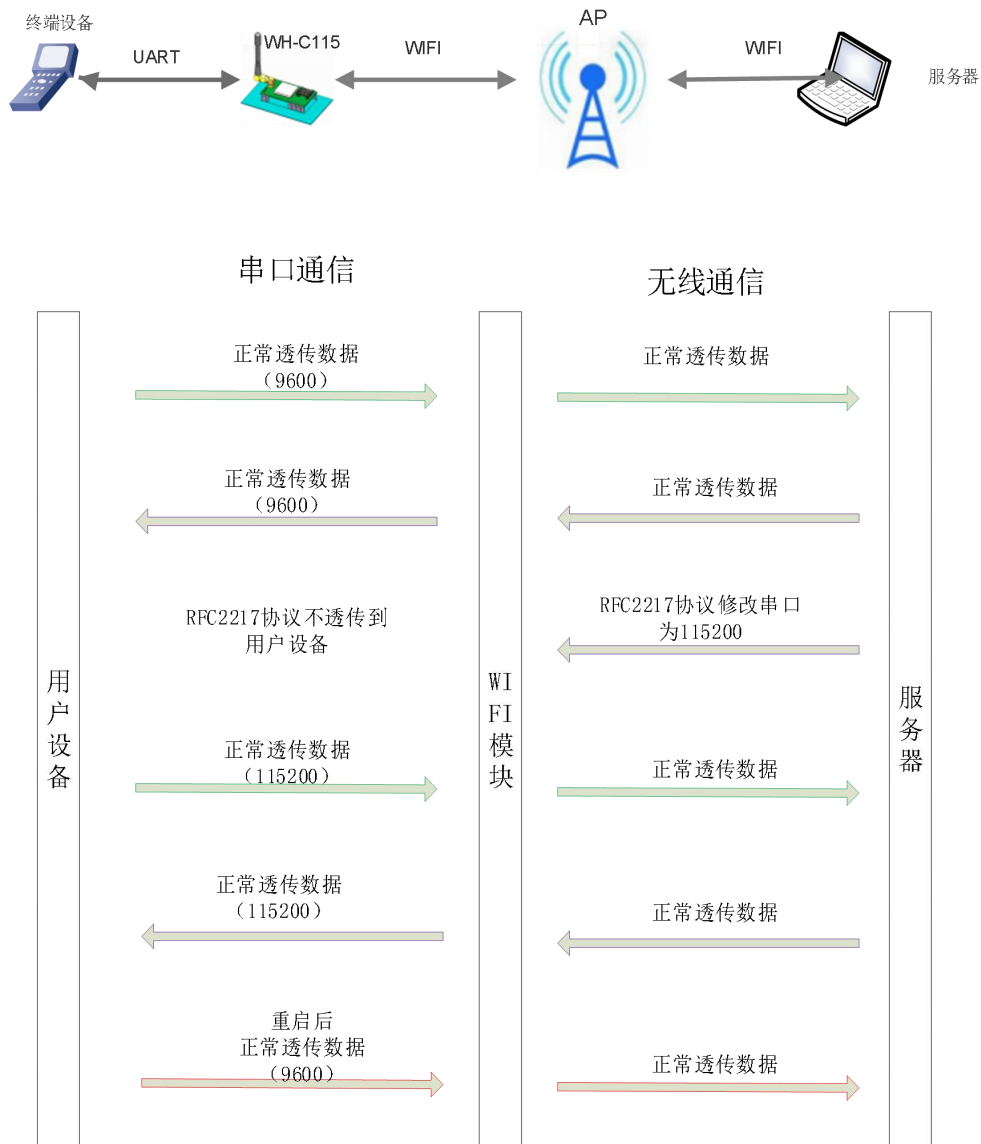 终端设备
UART
WH-C115
WIFI
AP
WIFI
服务器
串口通信
无线通信
正常透传数据
（9600）
正常透传数据
正常透传数据
（9600）
正常透传数据
RFC2217协议不透传到
用户设备
RFC2217协议修改串口
为115200
用户设备
WI
FI
模块
服务器
正常透传数据
(115200)
正常透传数据
正常透传数据
（115200）
正常透传数据
重启后
正常透传数据
（9600）
正常透传数据